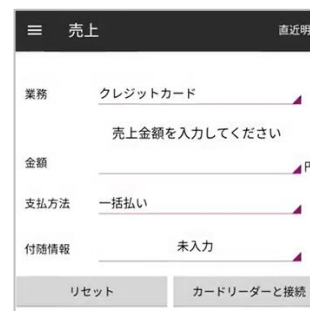 売上 直近明
業務 クレジットカード
売上金額を入力してください
金額 円
支払方法 一括払い
付随情報 未入力
リセット カードリーダーと接続